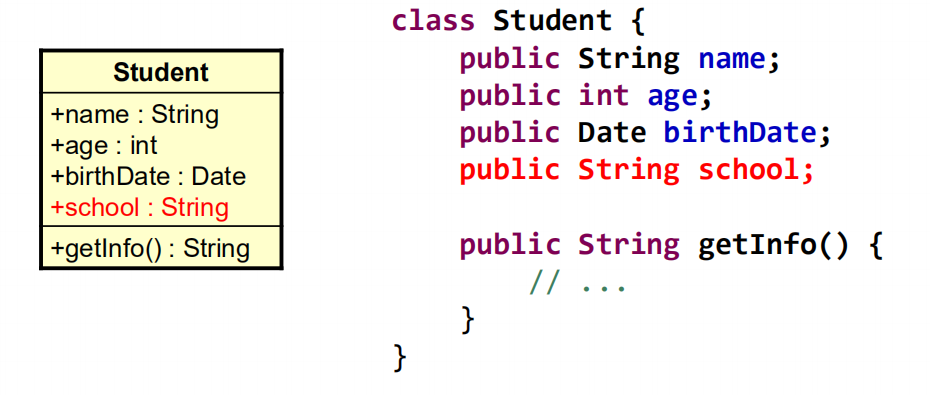 Student
+name : String
+age : int
+birthDate : Date
+school : String
+getInfo() : String
class Student {
    public String name;
    public int age;
    public Date birthDate;
    public String school;

    public String getInfo() {
        // ...
    }
}